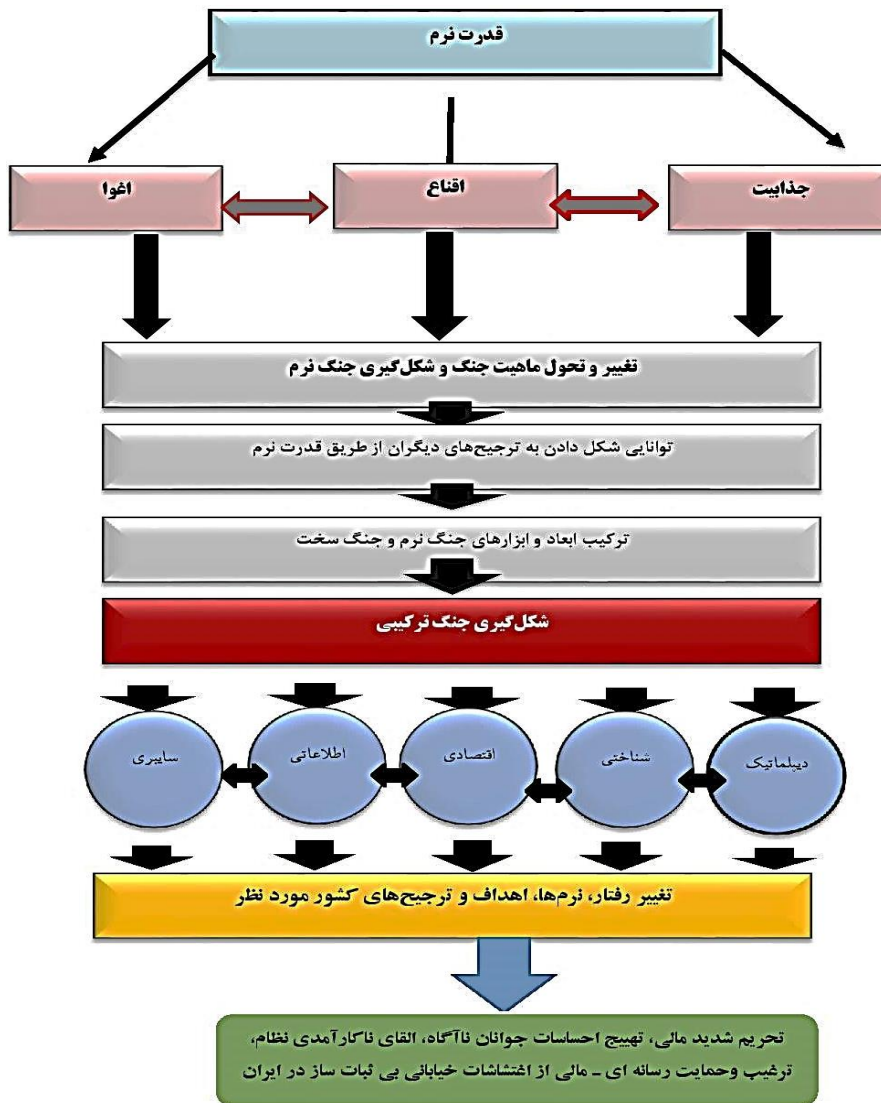 قدرت نرم
جذابیت
اقناع
اغوا
تغییر و تحول ماهیت جنگ و شکل‌گیری جنگ نرم
توانایی شکل دادن به ترجیح‌های دیگران از طریق قدرت نرم
ترکیب ابعاد و ابزارهای جنگ نرم و جنگ سخت
شکل‌گیری جنگ ترکیبی
دیپلماتیک
شناختی
اقتصادی
اطلاعاتی
سایبری
تغییر رفتار، نرم‌ها، اهداف و ترجیح‌های کشور مورد نظر
تحریم شدید مالی، تهییج احساسات جوانان ناآگاه، القای ناکارآمدی نظام،
ترغیب وحمایت رسانه ای ـ مالی از اغتشاشات خیابانی بی ثبات ساز در ایران